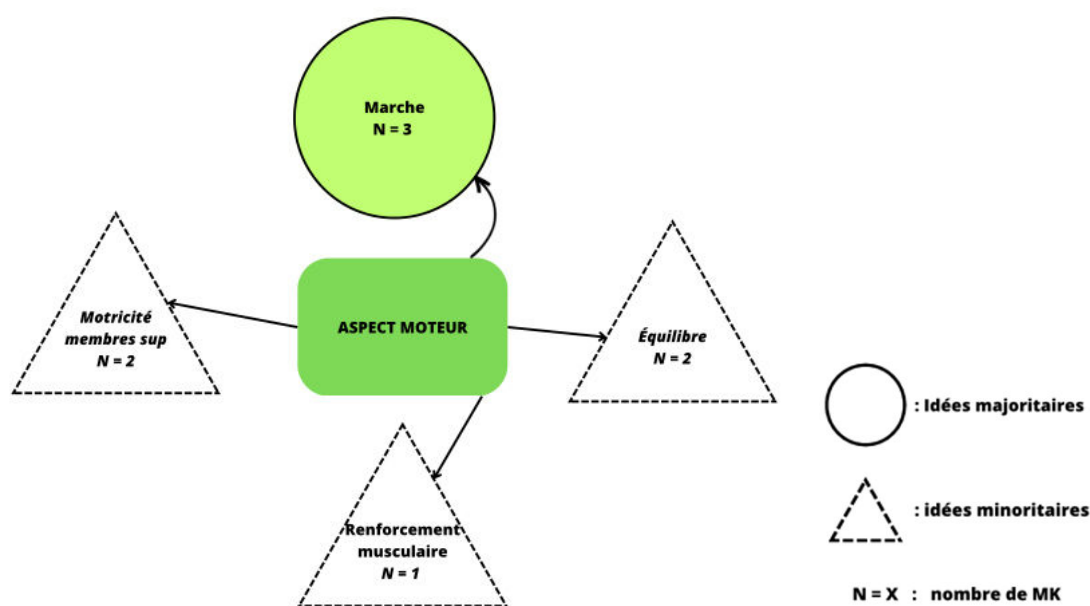 Marche
N = 3
Motricité
membres sup
N = 2
ASPECT MOTEUR
Équilibre
N = 2
Renforcement
musculaire
N = 1
: Idées majoritaires
: idées minoritaires
N = X : nombre de MK